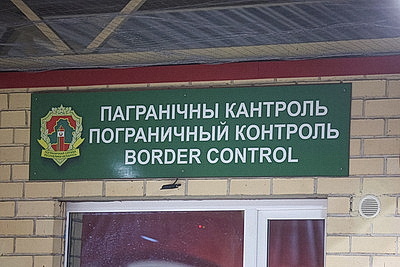 ПАГРАНІЧНЫ КАНТРОЛЬ
ПОГРАНИЧНЫЙ КОНТРОЛЬ
BORDER CONTROL